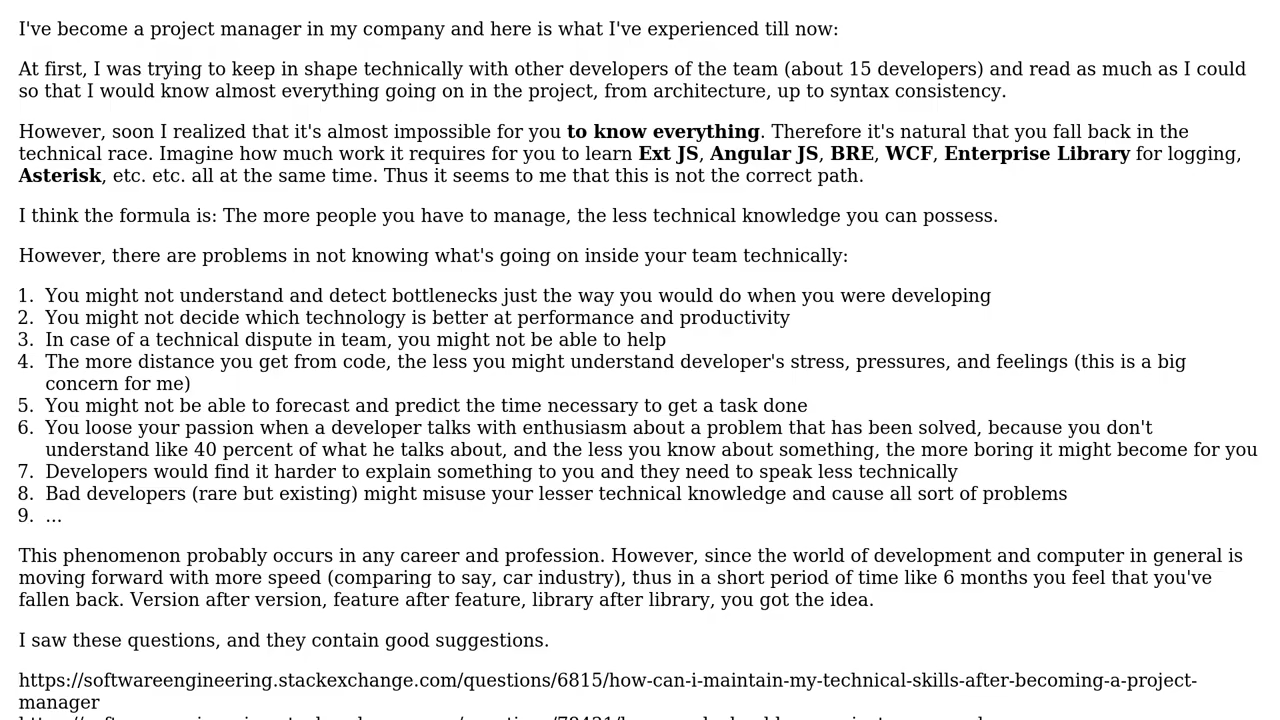 I've become a project manager in my company and here is what I've experienced till now:
At first, I was trying to keep in shape technically with other developers of the team (about 15 developers) and read as much as I could
so that I would know almost everything going on in the project, from architecture, up to syntax consistency.
However, soon I realized that it's almost impossible for you to know everything. Therefore it's natural that you fall back in the
technical race. Imagine how much work it requires for you to learn Ext JS, Angular JS, BRE, WCF, Enterprise Library for logging,
Asterisk, etc. etc. all at the same time. Thus it seems to me that this is not the correct path.
I think the formula is: The more people you have to manage, the less technical knowledge you can possess.
However, there are problems in not knowing what's going on inside your team technically:
1. You might not understand and detect bottlenecks just the way you would do when you were developing
2. You might not decide which technology is better at performance and productivity
3. In case of a technical dispute in team, you might not be able to help
4. The more distance you get from code, the less you might understand developer's stress, pressures, and feelings (this is a big
concern for me)
5. You might not be able to forecast and predict the time necessary to get a task done
6. You loose your passion when a developer talks with enthusiasm about a problem that has been solved, because you don't
understand like 40 percent of what he talks about, and the less you know about something, the more boring it might become for you
7. Developers would find it harder to explain something to you and they need to speak less technically
8. Bad developers (rare but existing) might misuse your lesser technical knowledge and cause all sort of problems
9. ...
This phenomenon probably occurs in any career and profession. However, since the world of development and computer in general is
moving forward with more speed (comparing to say, car industry), thus in a short period of time like 6 months you feel that you've
fallen back. Version after version, feature after feature, library after library, you got the idea.
I saw these questions, and they contain good suggestions.
https://softwareengineering.stackexchange.com/questions/6815/how-can-i-maintain-my-technical-skills-after-becoming-a-project-
manager